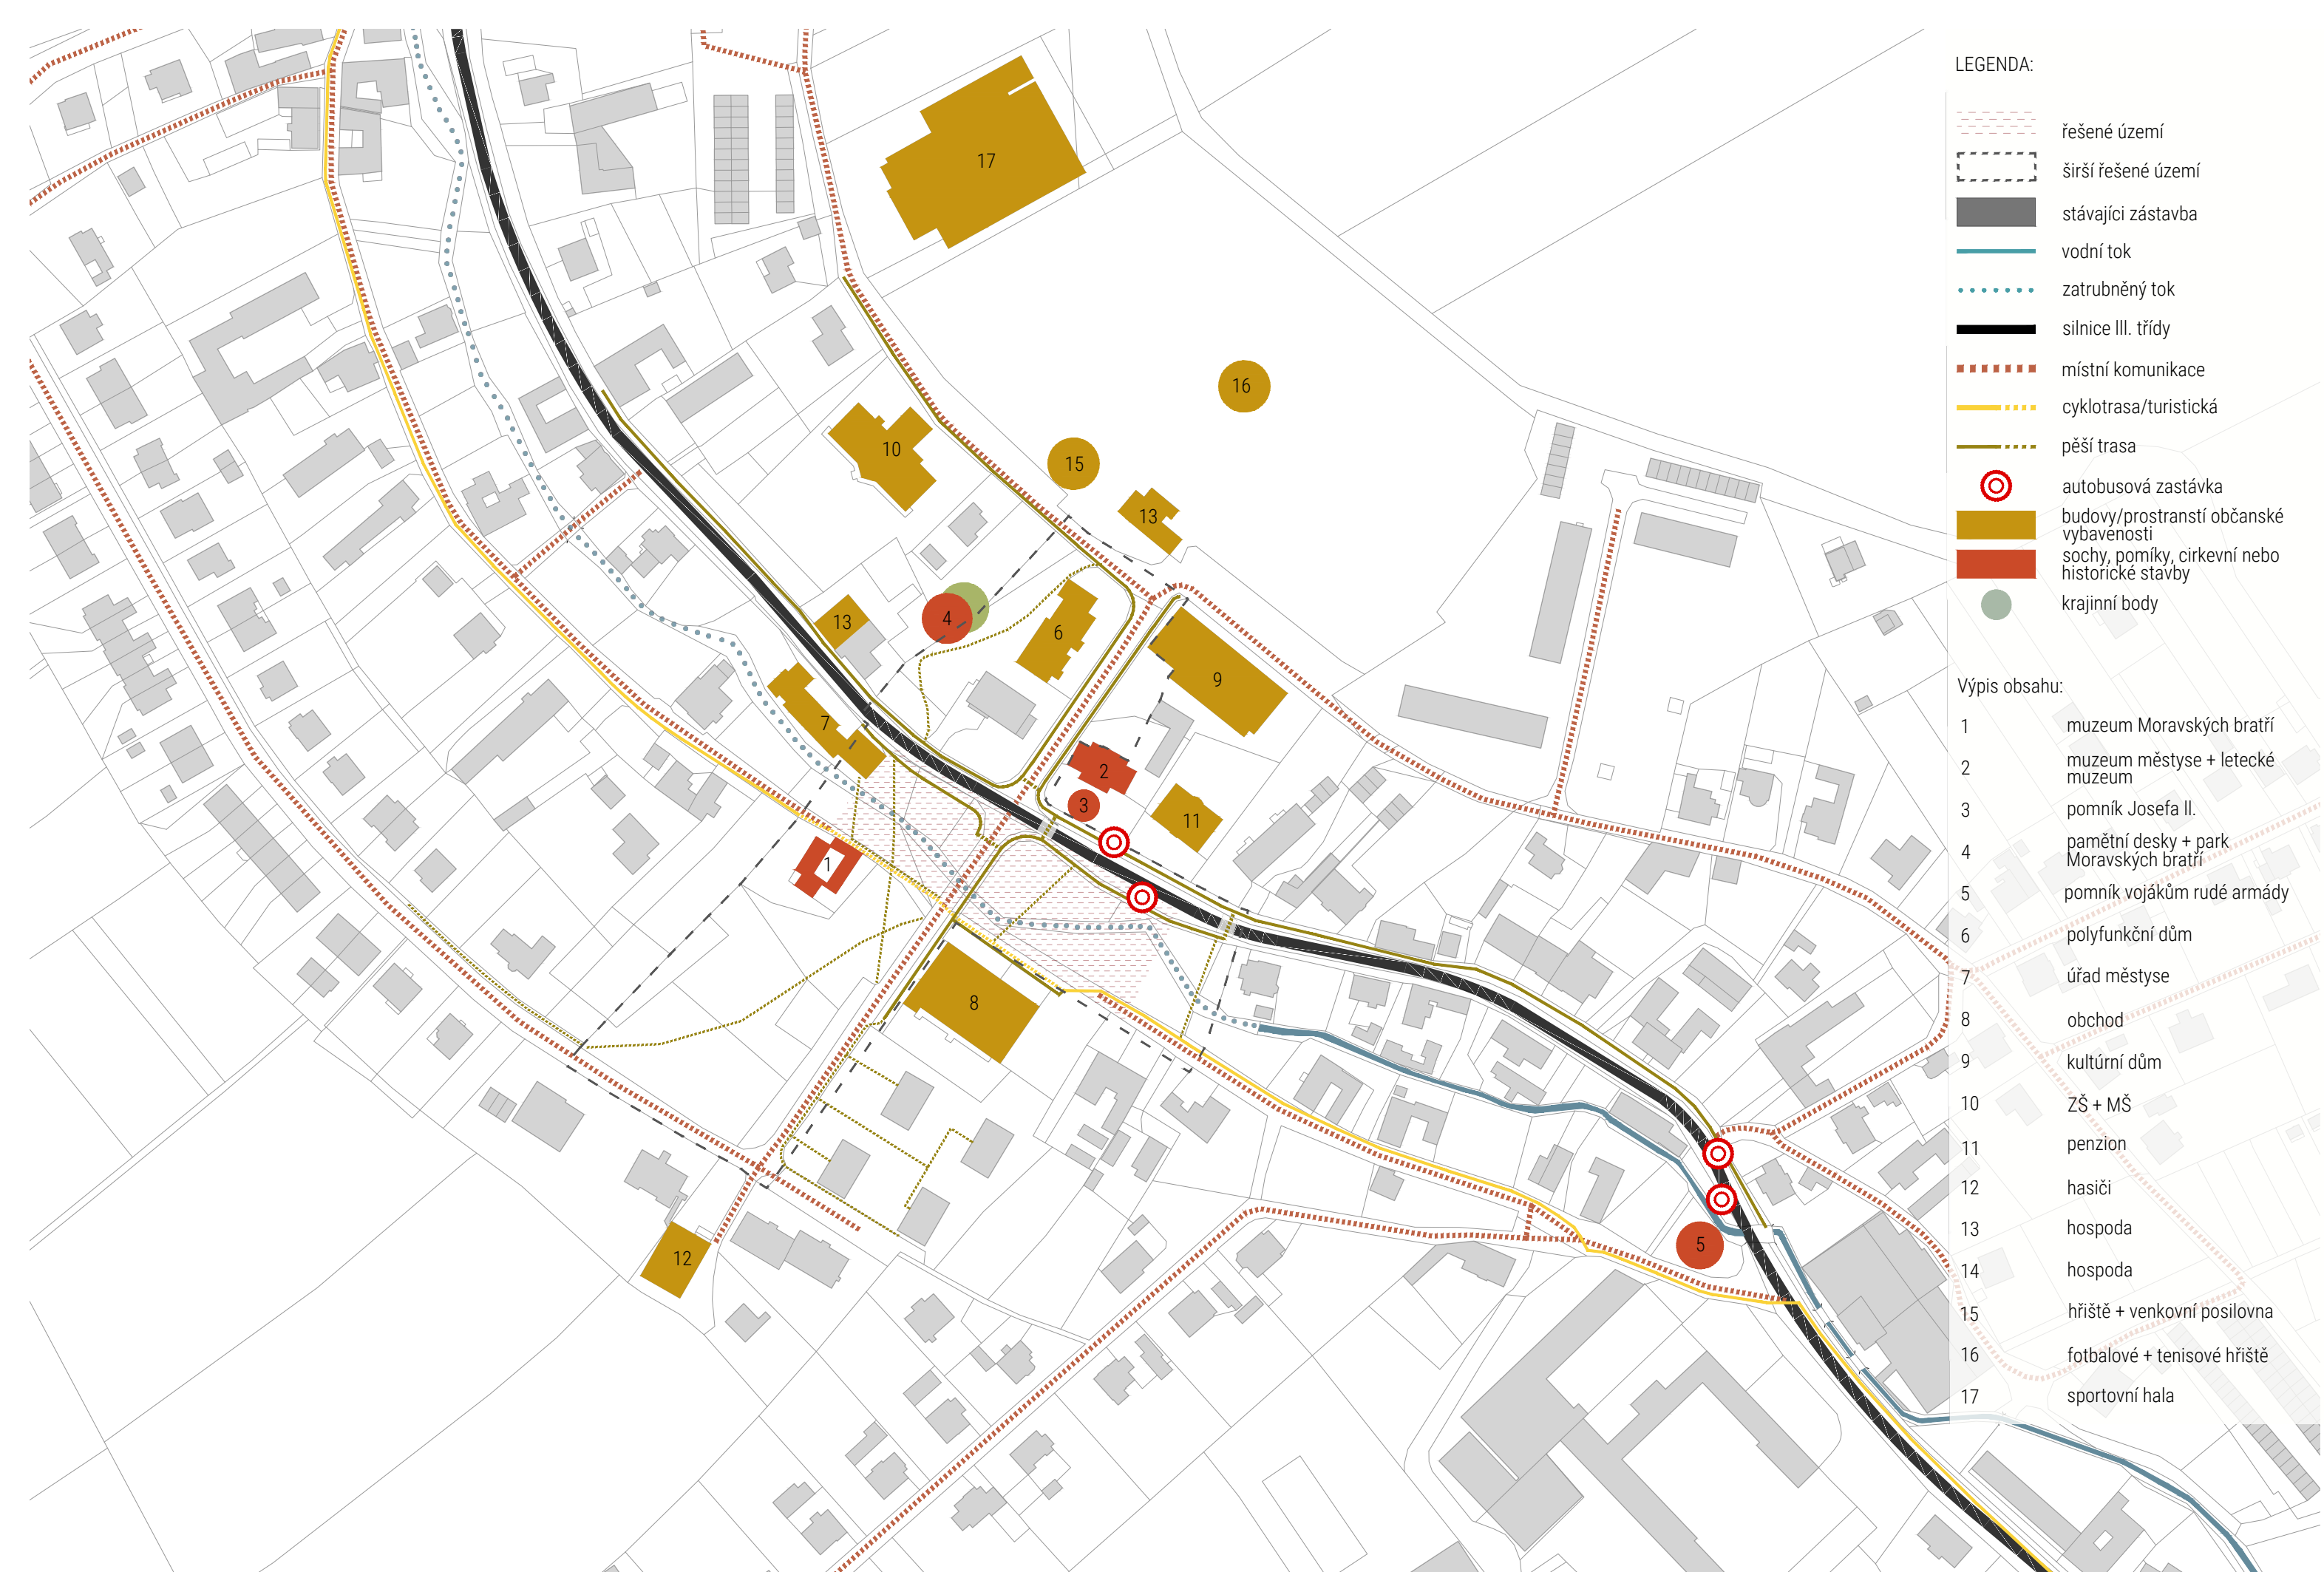 LEGENDA:
řešené území
širší řešené území
stávajíci zástavba
vodní tok
zatrubněný tok
silnice III. třídy
místní komunikace
cyklotrasa/turistická
pěší trasa
autobusová zastávka
budovy/prostranstí občanské
vybavenosti
sochy, pomíky, cirkevní nebo
historické stavby
krajinní body
Výpis obsahu:
1 muzeum Moravských bratří
2 muzeum městyse + letecké
muzeum
3 pomník Josefa II.
4 pamětní desky + park
Moravských bratří
5 pomník vojákům rudé armády
6 polyfunkční dům
7 úřad městyse
8 obchod
9 kultúrní dům
10 ZŠ + MŠ
11 penzion
12 hasiči
13 hospoda
14 hospoda
15 hřiště + venkovní posilovna
16 fotbalové + tenisové hřiště
17 sportovní hala
17
16
10
15
13
13
4
6
9
7
2
3
11
1
8
5
12